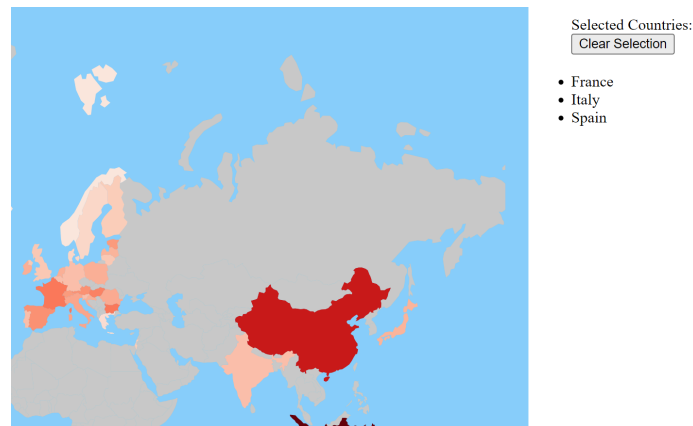 Selected Countries:
Clear Selection
France
Italy
Spain